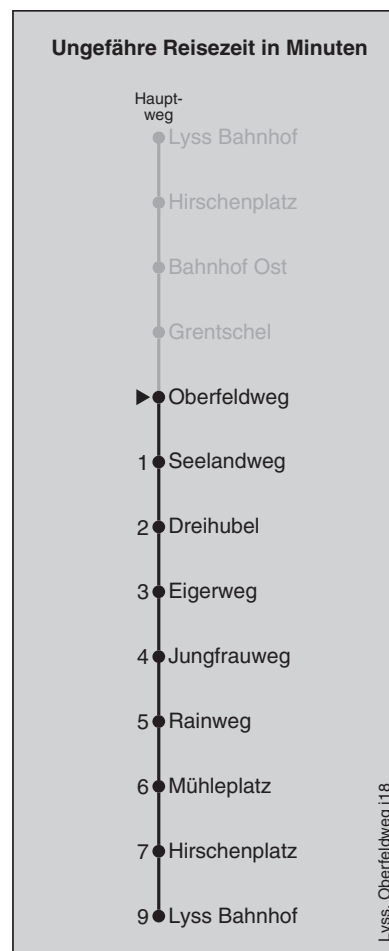 Ungefähre Reisezeit in Minuten
Haupt-
weg
Lyss Bahnhof
Hirschenplatz
Bahnhof Ost
Grentschel
Oberfeldweg
1 Seelandweg
2 Dreihubel
3 Eigerweg
4 Jungfrauweg
5 Rainweg
6 Mühleplatz
7 Hirschenplatz
9 Lyss Bahnhof
Lyss, Oberfeldweg j18